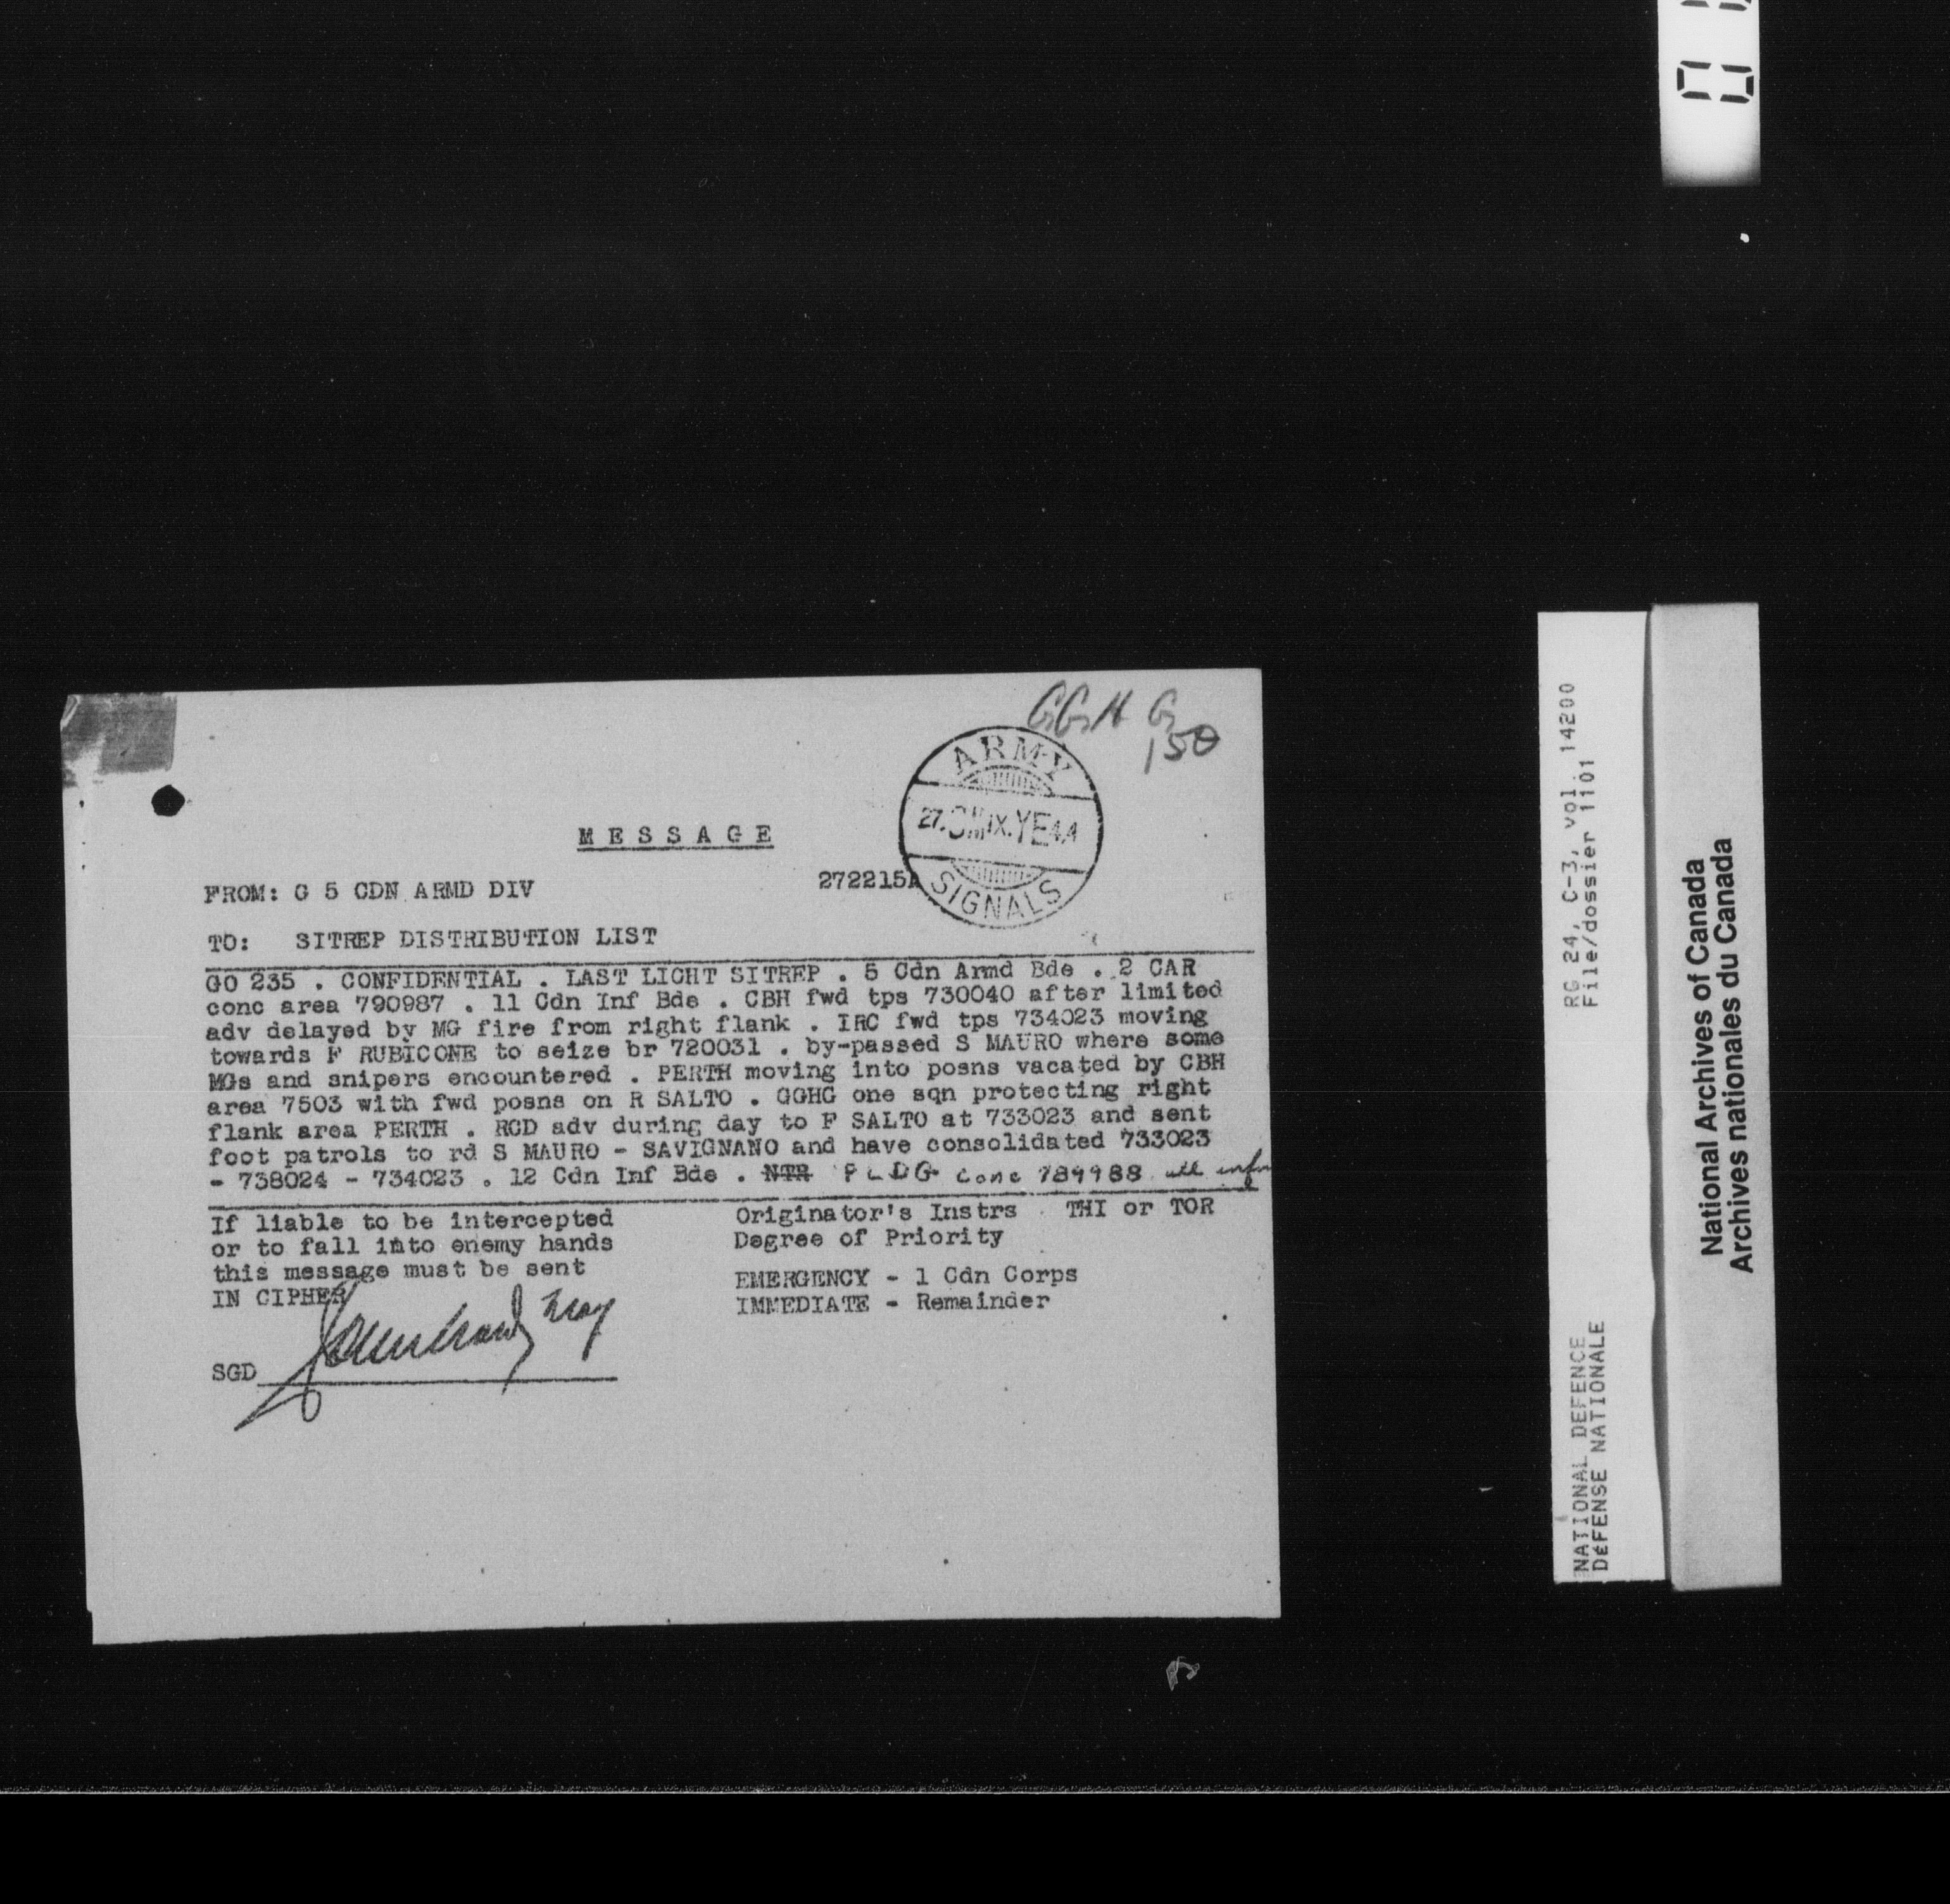 GGH G
150
ARMY
27. IX.YE44
SIGNALS
MESSAGE
272215A
FROM: G 5 CDN ARMD DIV
TO: SITREP DISTRIBUTION LIST
GO 235 . CONFIDENTIAL . LAST LIGHT SITREP . 5 Cdn Armd Bde . 2 CAR
conc area 790987 . 11 Cdn Inf Bde . CBH fwd tps 730040 after limited
adv delayed by MG fire from right flank . IRC fwd tps 734023 moving
towards F RUBICONE to seize br 720031 . by-passed S MAURO where some
MGs and snipers encountered . PERTH moving into posns vacated by CBH
area 7503 with fwd posns on R SALTO . GGHG one sqn protecting right
flank area PERTH . RCD adv during day to F SALTO at 733023 and sent
foot patrols to rd S MAURO - SAVIGNANO and have consolidated 733023
- 738024 - 734023 . 12 Cdn Inf Bde . NTR PLDG conc 789988 all infm
If liable to be intercepted
or to fall into enemy hands
this message must be sent
IN CIPHER
SGD
Originator's Instrs THI or TOR
Degree of Priority
EMERGENCY - 1 Cdn Corps
IMMEDIATE - Remainder
RG 24, C-3, vol. 14200
File/dossier 1101
NATIONAL DEFENCE
DÉFENSE NATIONALE
National Archives of Canada
Archives nationales du Canada